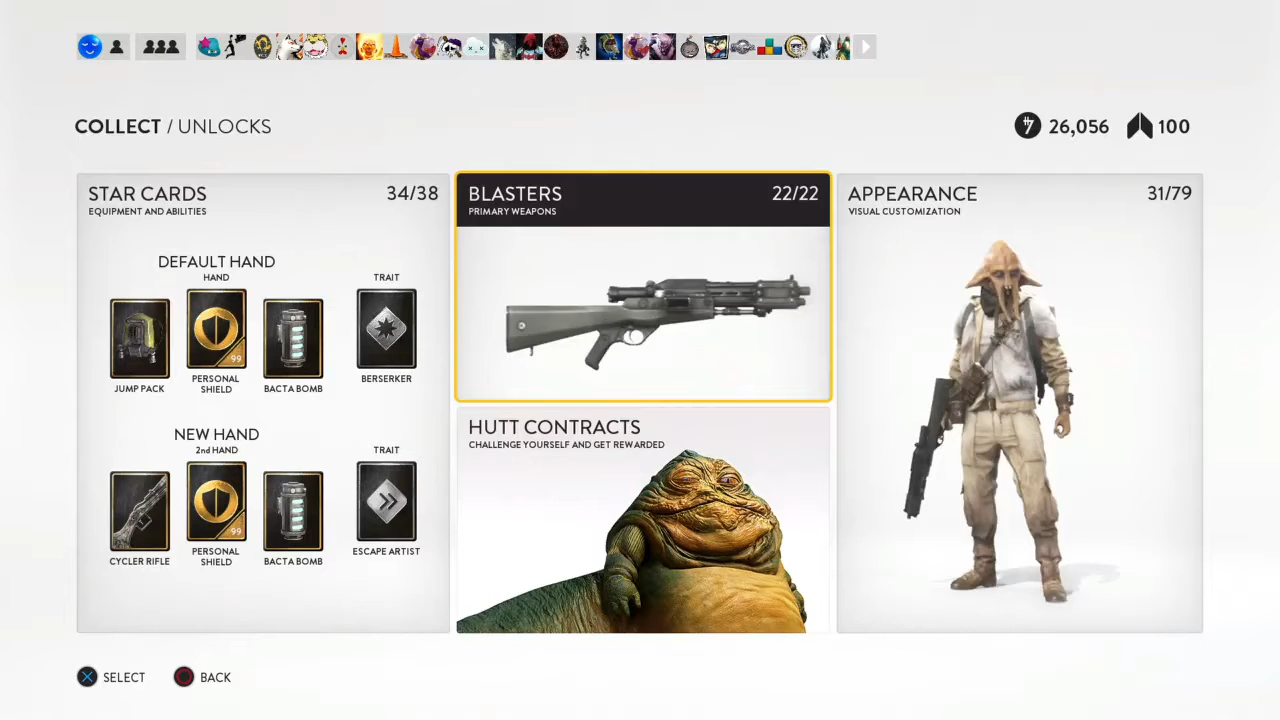 COLLECT / UNLOCKS
26,056
100
STAR CARDS 34/38
EQUIPMENT AND ABILITIES
DEFAULT HAND
HAND
TRAIT
99
JUMP PACK
PERSONAL SHIELD
BACTA BOMB
BERSERKER
NEW HAND
2nd HAND
TRAIT
99
CYCLER RIFLE
PERSONAL SHIELD
BACTA BOMB
ESCAPE ARTIST
BLASTERS 22/22
PRIMARY WEAPONS
HUTT CONTRACTS
CHALLENGE YOURSELF AND GET REWARDED
APPEARANCE 31/79
VISUAL CUSTOMIZATION
SELECT
BACK